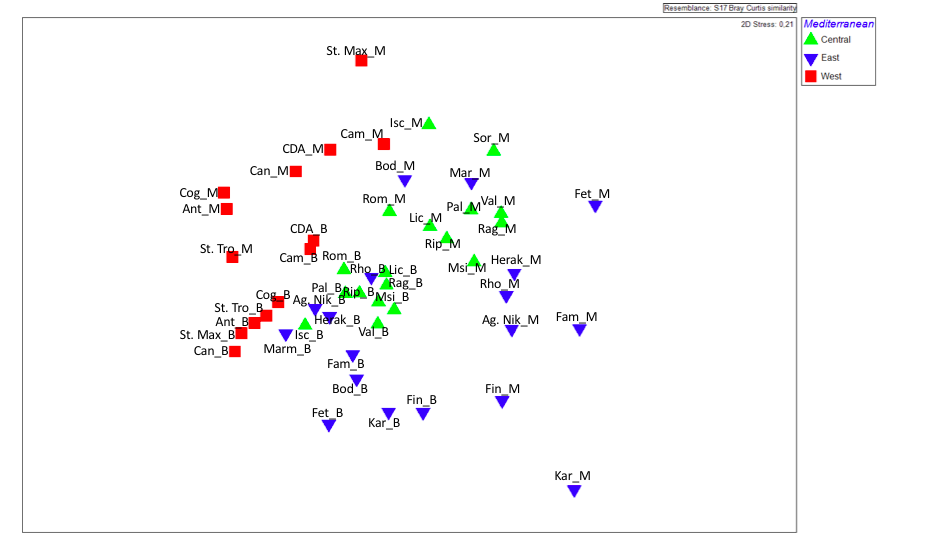 Resemblance: S17 Bray Curtis similarity
2D Stress: 0,21
Mediterranean
Central
East
West
St. Max_M
Isc_M
Cam_M
Sor_M
CDA_M
Can_M
Bod_M
Mar_M
Cog_M
Fet_M
Rom_M
Ant_M
Pal_M
Val_M
Lic_M
Rag_M
CDA_B
Rip_M
St. Tro_M
Cam_B
Rom_B
Rho_B
Lic_B
Msi_M
Herak_M
Rag_B
Rho_M
Pal_B
Rip_B
Cog_B
Ag. Nik_B
Msi_B
St. Tro_B
Ant_B
Herak_B
Ag. Nik_M
Fam_M
St. Max_B
Isc_B
Val_B
Can_B
Marm_B
Fam_B
Bod_B
Fin_M
Fin_B
Fet_B
Kar_B
Kar_M